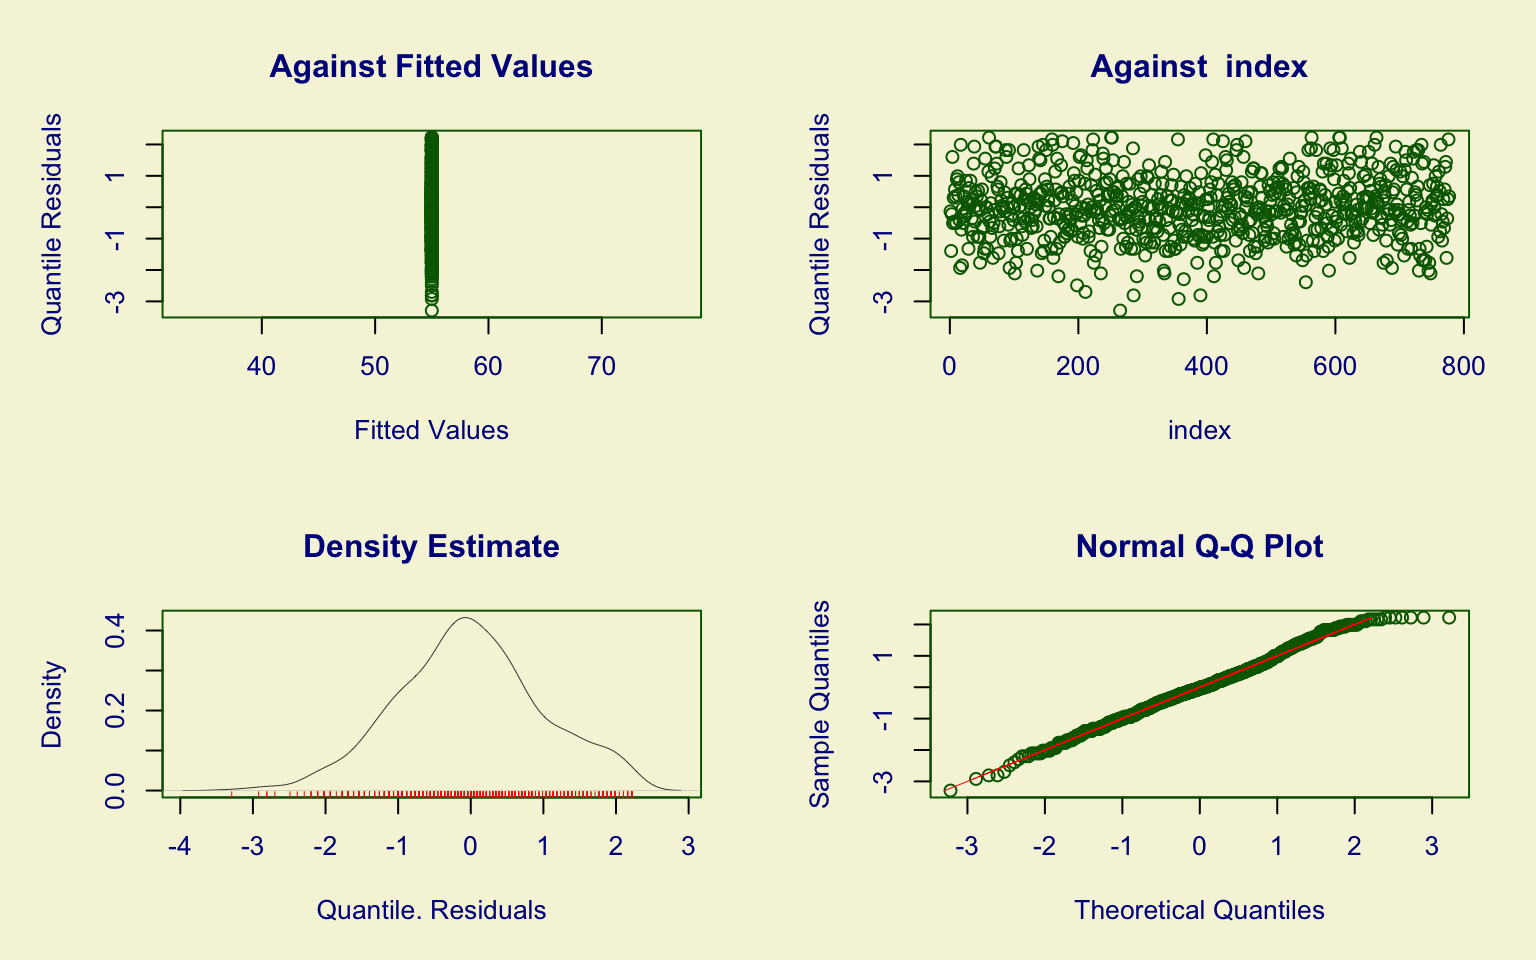 Against Fitted Values
Quantile Residuals
1
-1
-3
40 50 60 70
Fitted Values
Against  index
Quantile Residuals
1
-1
-3
0 200 400 600 800
index
Density Estimate
Density
0.4
0.2
0.0
-4 -3 -2 -1 0 1 2 3
Quantile. Residuals
Normal Q-Q Plot
Sample Quantiles
1
-1
-3
-3 -2 -1 0 1 2 3
Theoretical Quantiles